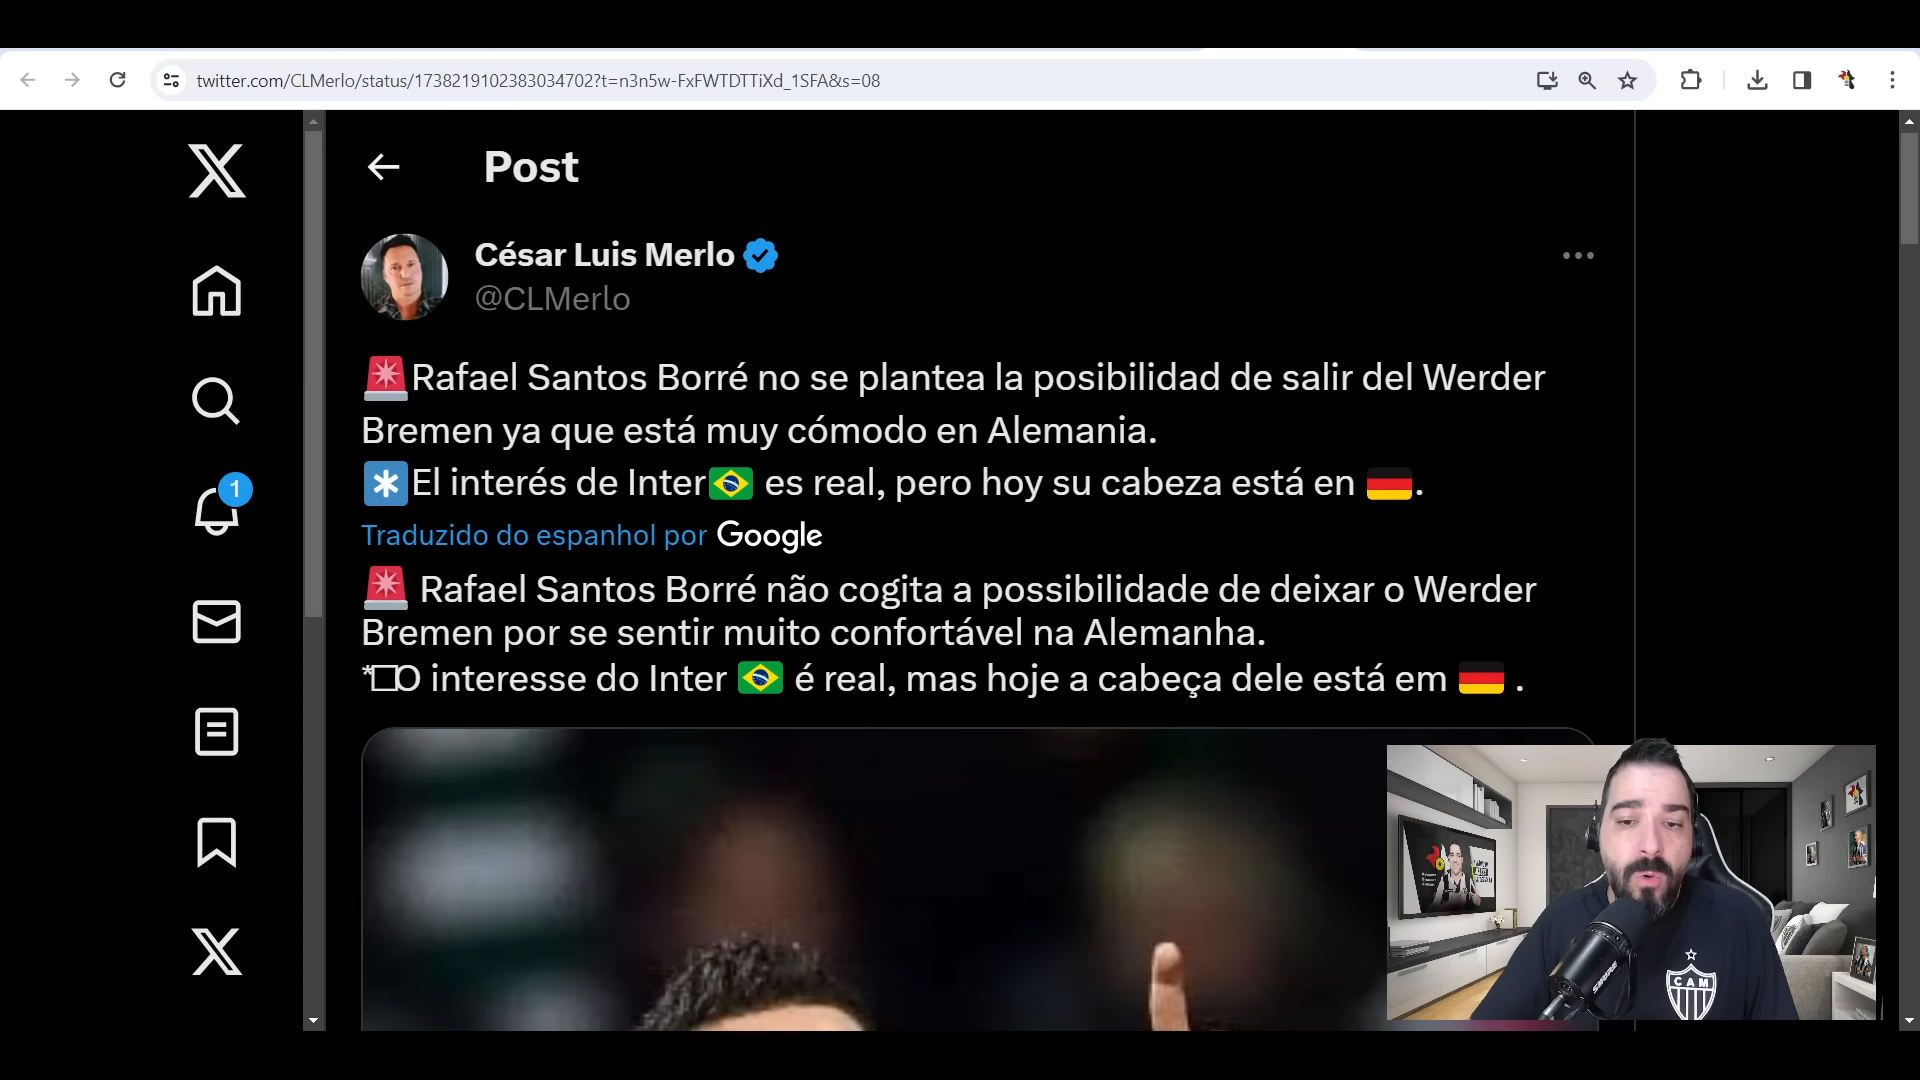 twitter.com/CLMerlo/status/1738219102383034702?t=n3n5w-FxFWTDTTiXd_1SFA&s=08
Post
César Luis Merlo
@CLMerlo
🚨Rafael Santos Borré no se plantea la posibilidad de salir del Werder
Bremen ya que está muy cómodo en Alemania.
*️⃣El interés de Inter🇧🇷 es real, pero hoy su cabeza está en 🇩🇪.
1
Traduzido do espanhol por Google
🚨 Rafael Santos Borré não cogita a possibilidade de deixar o Werder
Bremen por se sentir muito confortável na Alemanha.
*□O interesse do Inter 🇧🇷 é real, mas hoje a cabeça dele está em 🇩🇪 .
SHURE
CAM